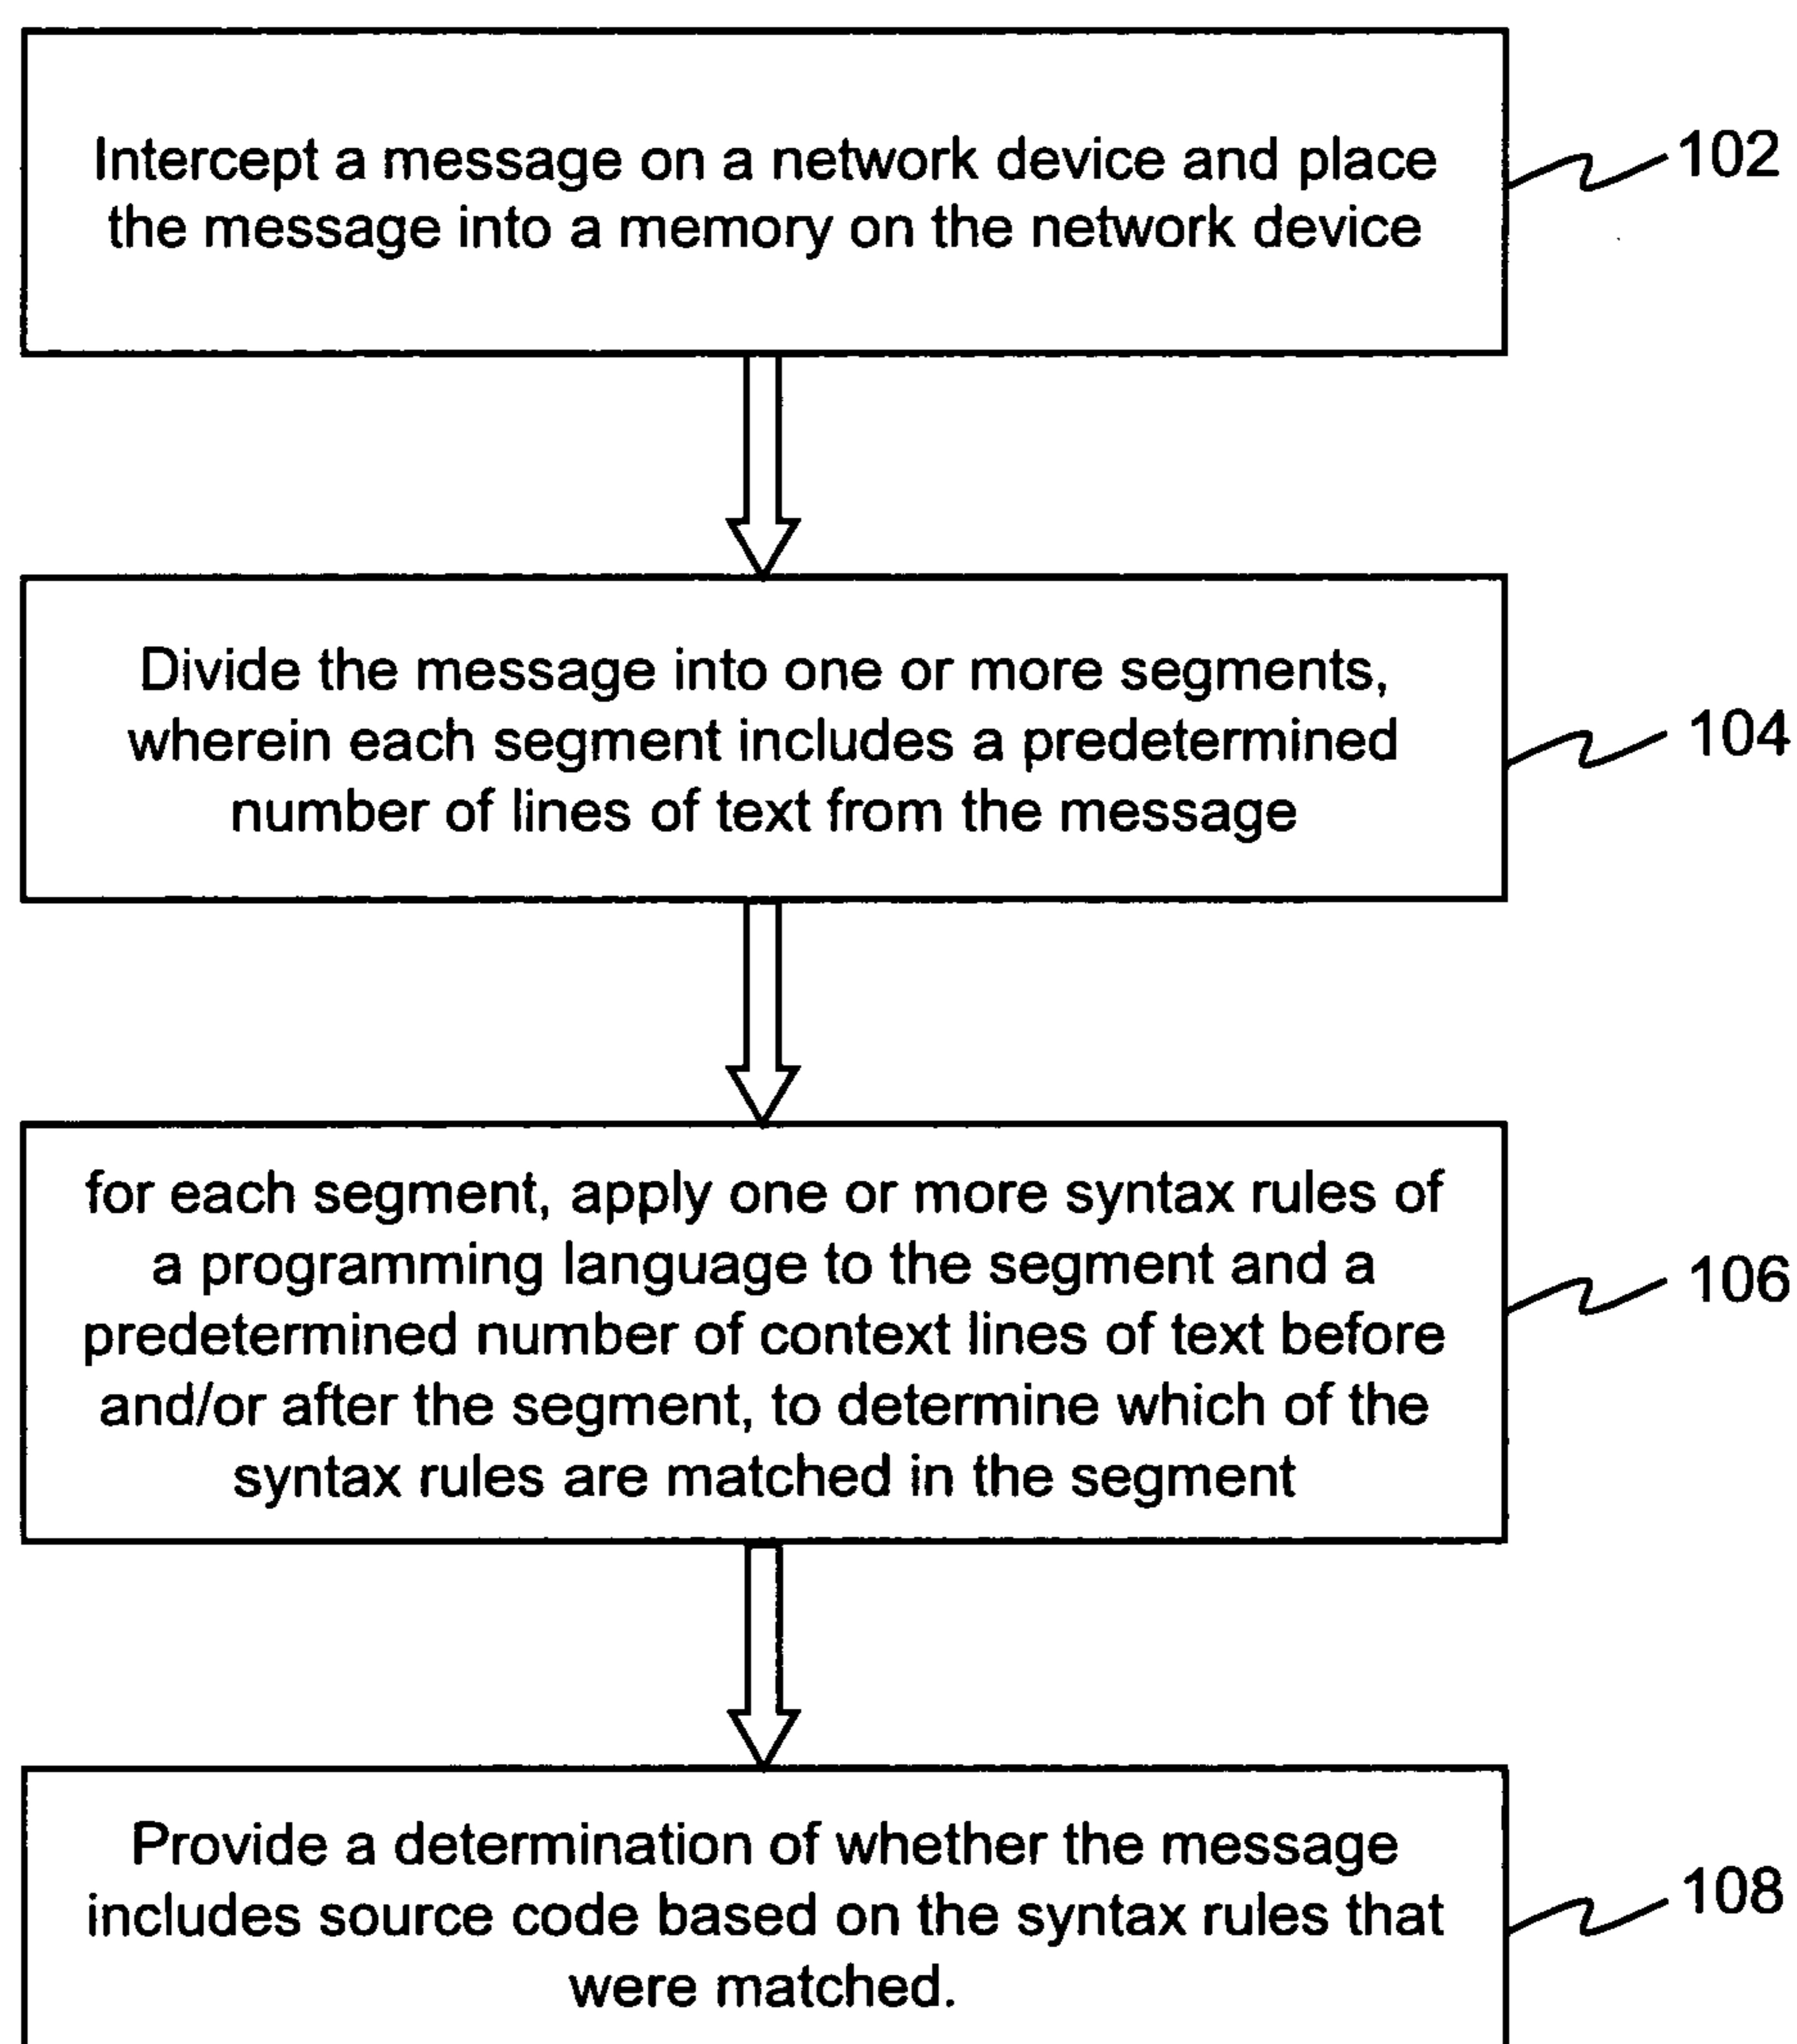 Intercept a message on a network device and place
the message into a memory on the network device
102
Divide the message into one or more segments,
wherein each segment includes a predetermined
number of lines of text from the message
104
for each segment, apply one or more syntax rules of
a programming language to the segment and a
predetermined number of context lines of text before
and/or after the segment, to determine which of the
syntax rules are matched in the segment
106
Provide a determination of whether the message
includes source code based on the syntax rules that
were matched.
108